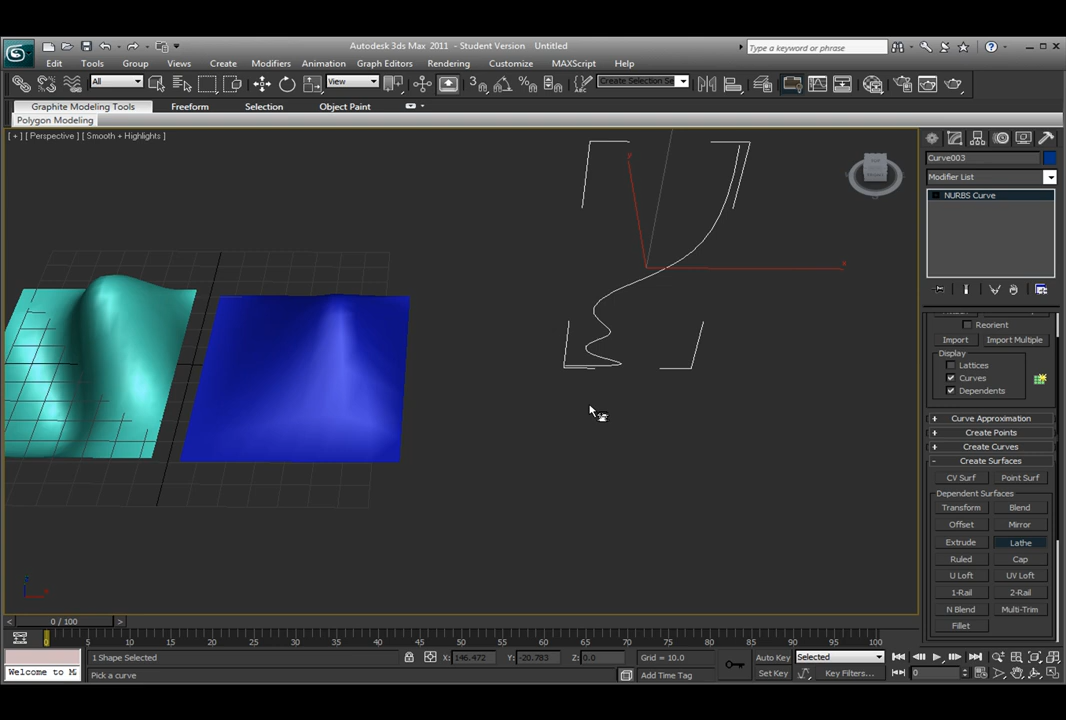 Autodesk 3ds Max 2011 - Student Version Untitled
Type a keyword or phrase
Edit Tools Group Views Create Modifiers Animation Graph Editors Rendering Customize MAXScript Help
All View Create Selection Se
Graphite Modeling Tools Freeform Selection Object Paint
Polygon Modeling
[ + ] [ Perspective ] [ Smooth + Highlights ]
Curve003
Modifier List
NURBS Curve
Reorient
Import Import Multiple
Display
Lattices
Curves
Dependents
+ Curve Approximation
+ Create Points
+ Create Curves
- Create Surfaces
CV Surf Point Surf
Dependent Surfaces
Transform Blend
Offset Mirror
Extrude Lathe
Ruled Cap
U Loft UV Loft
1-Rail 2-Rail
N Blend Multi-Trim
Fillet
< 0 / 100 >
0 5 10 15 20 25 30 35 40 45 50 55 60 65 70 75 80 85 90 95 100
1 Shape Selected X: 146.472 Y: -20.783 Z: 0.0 Grid = 10.0 Auto Key Selected
Welcome to M Pick a curve Add Time Tag Set Key Key Filters... 0